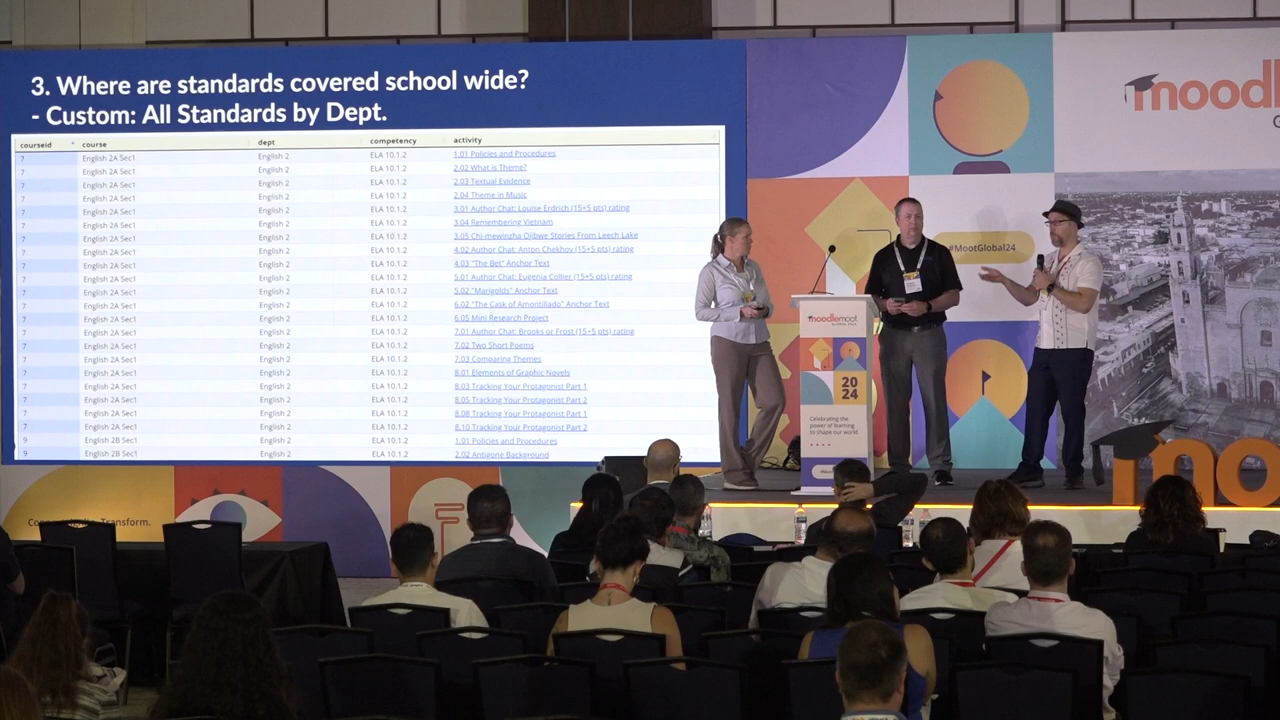 3. Where are standards covered school wide?
- Custom: All Standards by Dept.
courseid course dept competency activity
7 English 2A Sec1 English 2 ELA 10.1.2 1.01 Policies and Procedures
7 English 2A Sec1 English 2 ELA 10.1.2 2.02 What is Theme?
7 English 2A Sec1 English 2 ELA 10.1.2 2.03 Textual Evidence
7 English 2A Sec1 English 2 ELA 10.1.2 2.04 Theme in Music
7 English 2A Sec1 English 2 ELA 10.1.2 3.01 Author Chat: Louise Erdrich (15+5 pts) rating
7 English 2A Sec1 English 2 ELA 10.1.2 3.04 Remembering Vietnam
7 English 2A Sec1 English 2 ELA 10.1.2 3.05 Chi-mewinzha Ojibwe Stories From Leech Lake
7 English 2A Sec1 English 2 ELA 10.1.2 4.02 Author Chat: Anton Chekhov (15+5 pts) rating
7 English 2A Sec1 English 2 ELA 10.1.2 4.03 "The Bet" Anchor Text
7 English 2A Sec1 English 2 ELA 10.1.2 5.01 Author Chat: Eugenia Collier (15+5 pts) rating
7 English 2A Sec1 English 2 ELA 10.1.2 5.02 "Marigolds" Anchor Text
7 English 2A Sec1 English 2 ELA 10.1.2 6.02 "The Cask of Amontillado" Anchor Text
7 English 2A Sec1 English 2 ELA 10.1.2 6.05 Mini Research Project
7 English 2A Sec1 English 2 ELA 10.1.2 7.01 Author Chat: Brooks or Frost (15+5 pts) rating
7 English 2A Sec1 English 2 ELA 10.1.2 7.02 Two Short Poems
7 English 2A Sec1 English 2 ELA 10.1.2 7.03 Comparing Themes
7 English 2A Sec1 English 2 ELA 10.1.2 8.01 Elements of Graphic Novels
7 English 2A Sec1 English 2 ELA 10.1.2 8.03 Tracking Your Protagonist Part 1
7 English 2A Sec1 English 2 ELA 10.1.2 8.05 Tracking Your Protagonist Part 2
7 English 2A Sec1 English 2 ELA 10.1.2 8.08 Tracking Your Protagonist Part 1
7 English 2A Sec1 English 2 ELA 10.1.2 8.10 Tracking Your Protagonist Part 2
9 English 2B Sec1 English 2 ELA 10.1.2 1.01 Policies and Procedures
9 English 2B Sec1 English 2 ELA 10.1.2 2.02 Antigone Background
moodl
#MootGlobal24
moodlemoot
GLOBAL 2024
20
24
Celebrating the
power of learning
to shape our world.
Transform.
mo